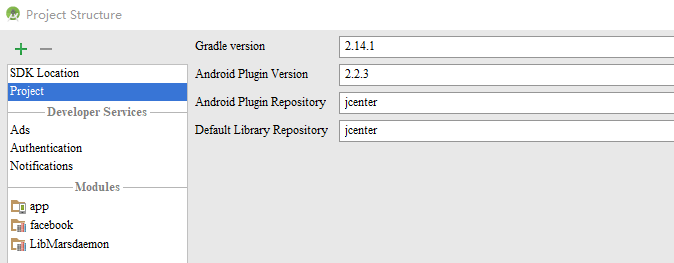 Project Structure
Gradle version 2.14.1
Android Plugin Version 2.2.3
Android Plugin Repository jcenter
Default Library Repository jcenter
SDK Location
Project
Developer Services
Ads
Authentication
Notifications
Modules
app
facebook
LibMarsdaemon